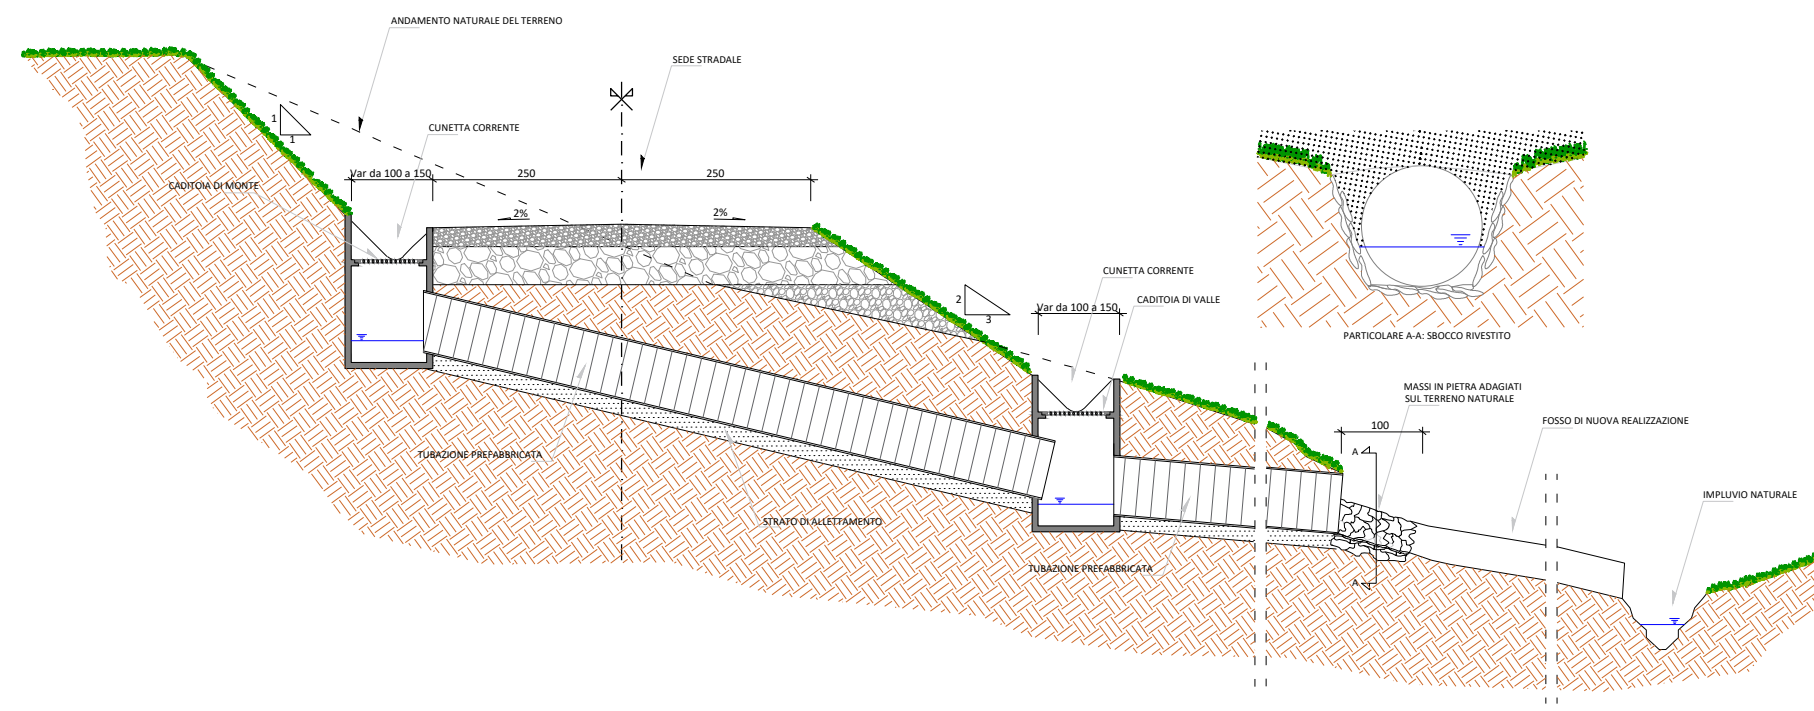 ANDAMENTO NATURALE DEL TERRENO
SEDE STRADALE
1
1
CUNETTA CORRENTE
CADITOIA DI MONTE
Var da 100 a 150
250
250
2%
2%
CUNETTA CORRENTE
2
3
CADITOIA DI VALLE
Var da 100 a 150
PARTICOLARE A-A: SBOCCO RIVESTITO
MASSI IN PIETRA ADAGIATI
SUL TERRENO NATURALE
FOSSO DI NUOVA REALIZZAZIONE
100
A
TUBAZIONE PREFABBRICATA
IMPLUVIO NATURALE
STRATO DI ALLETTAMENTO
TUBAZIONE PREFABBRICATA
A